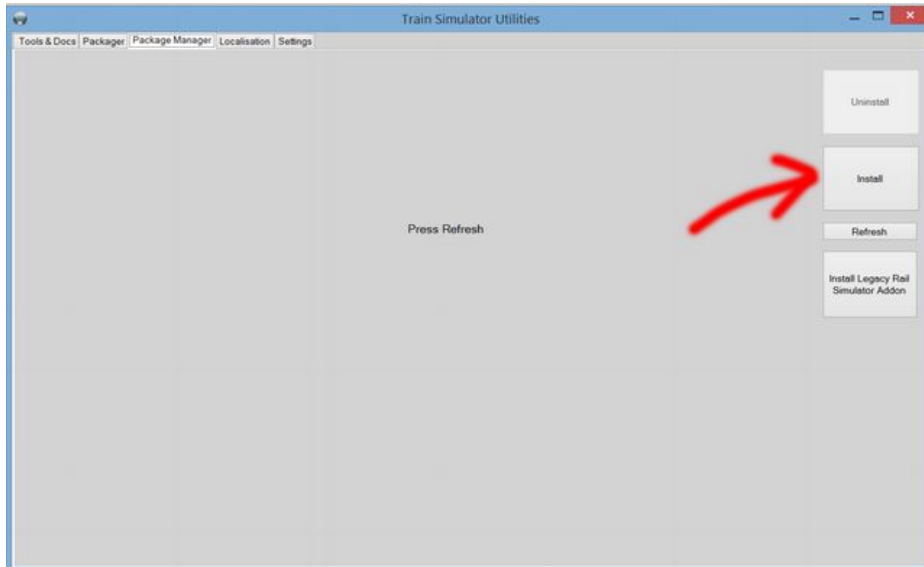 Train Simulator Utilities
Tools & Docs Packager Package Manager Localisation Settings
Uninstall
Install
Press Refresh
Refresh
Install Legacy Rail
Simulator Addon